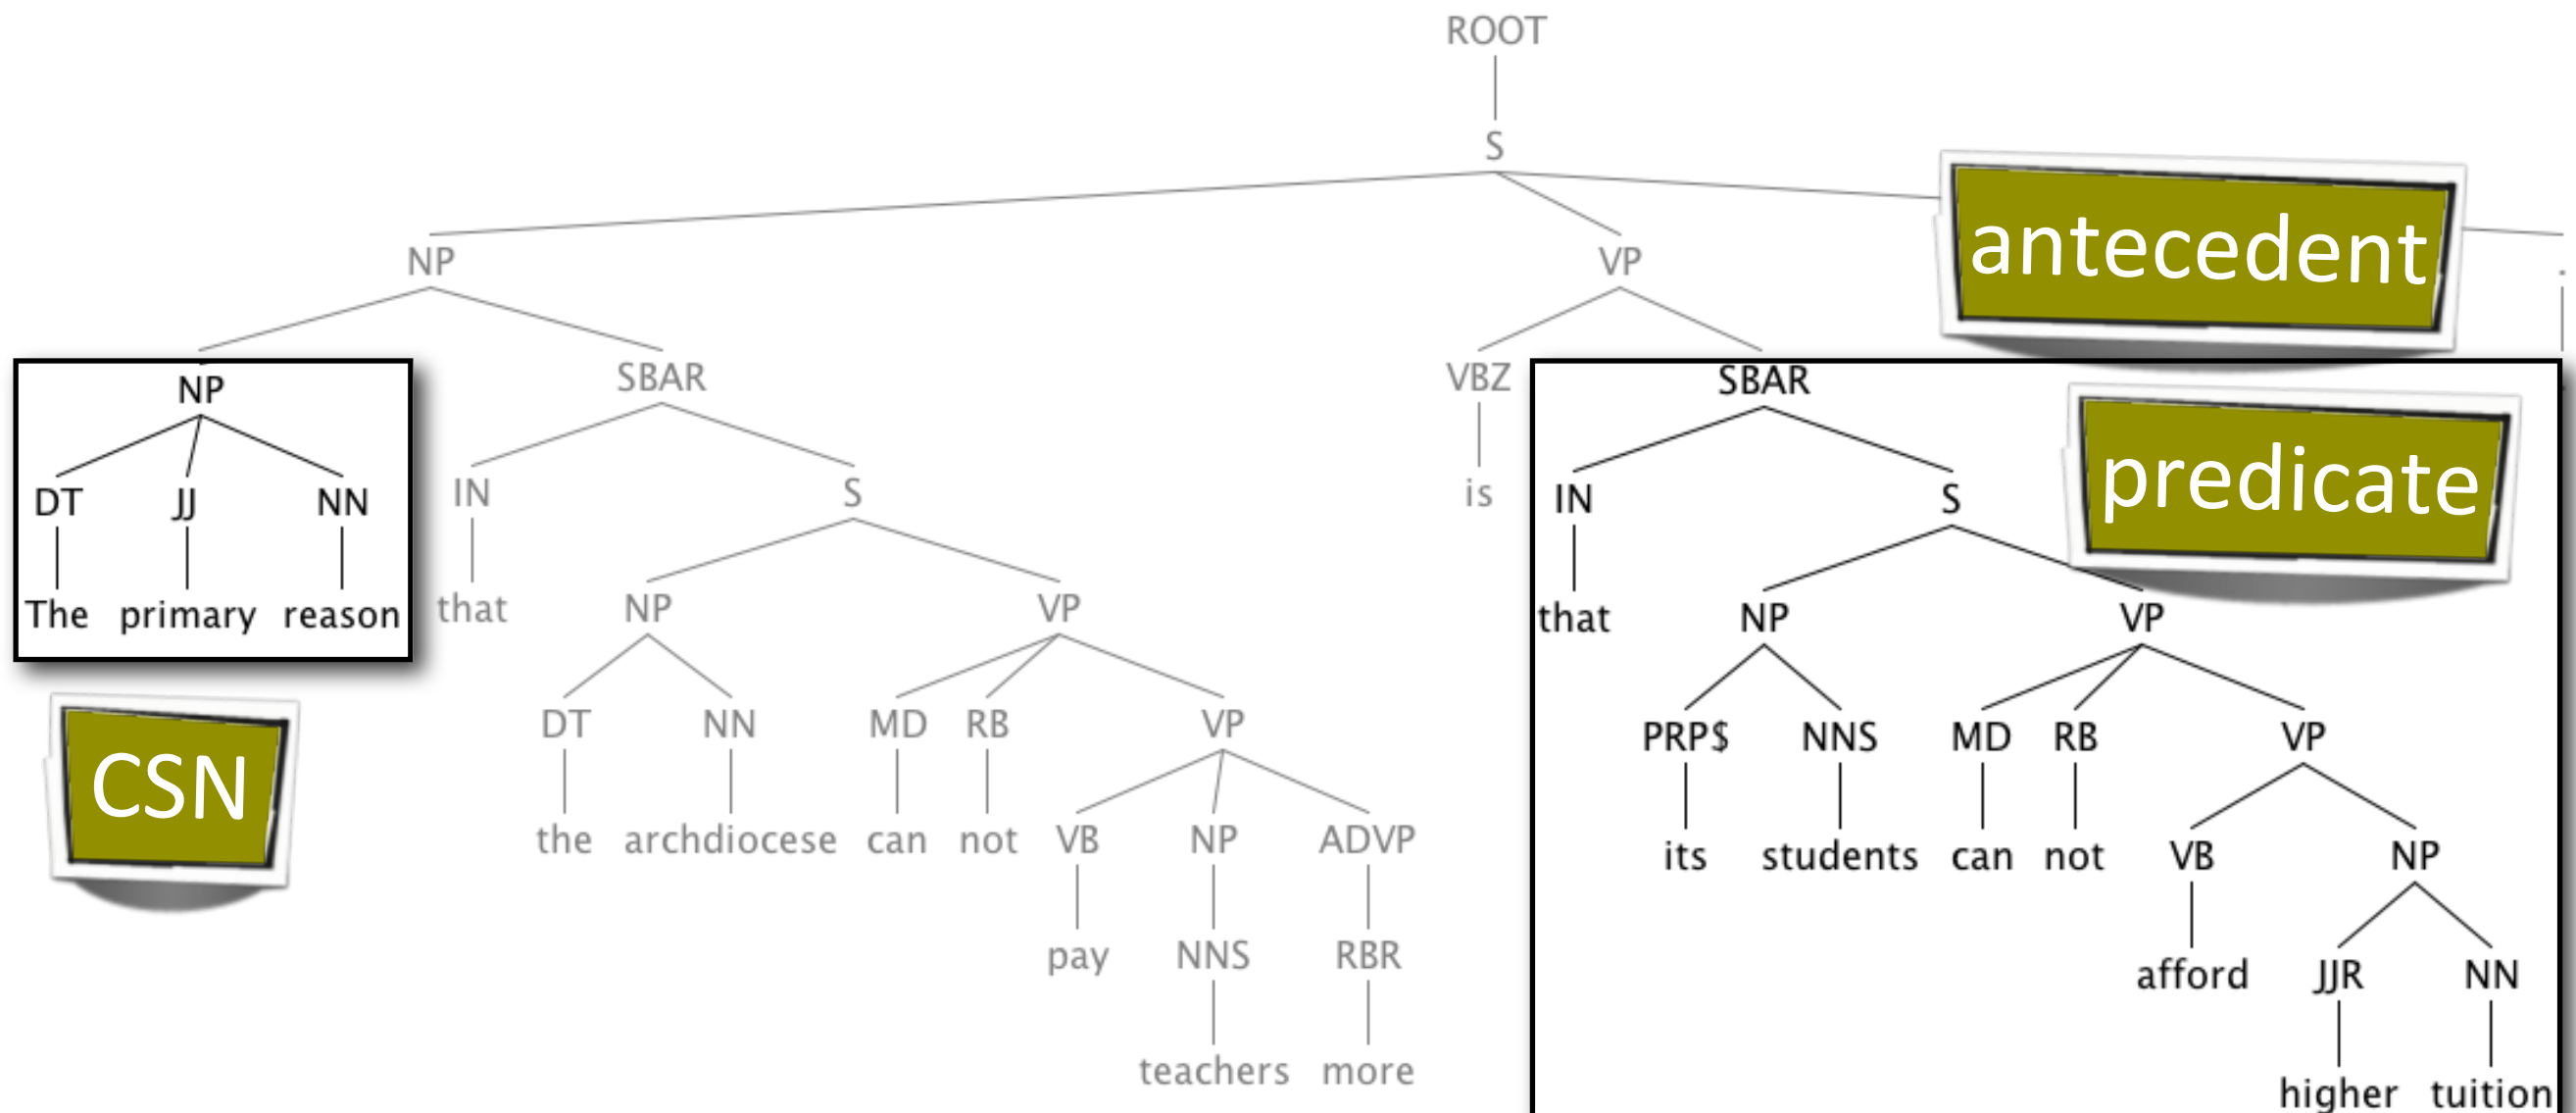 ROOT
S
antecedent
NP VP .
NP SBAR VBZ SBAR
predicate
DT JJ NN IN S is IN S
The primary reason that NP VP that NP VP
CSN
DT NN MD RB VP PRP$ NNS MD RB VP
the archdiocese can not VB NP ADVP its students can not VB NP
pay NNS RBR afford JJR NN
teachers more higher tuition